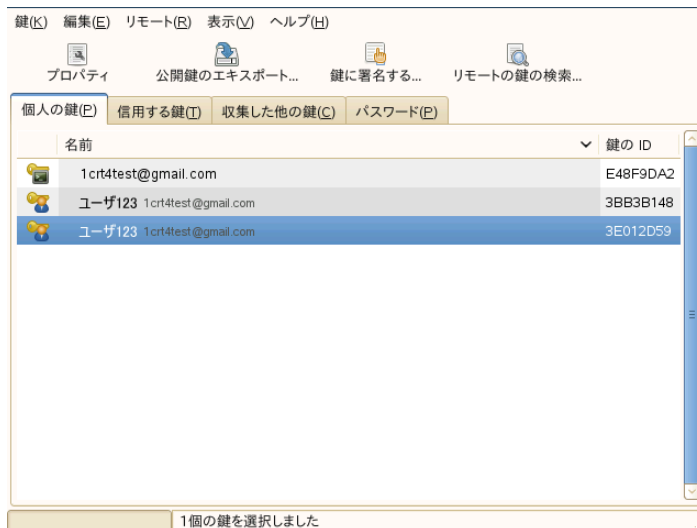 鍵(K) 編集(E) リモート(R) 表示(V) ヘルプ(H)
プロパティ 公開鍵のエキスポート... 鍵に署名する... リモートの鍵の検索...
個人の鍵(P) 信用する鍵(T) 収集した他の鍵(C) パスワード(P)
名前 鍵の ID
1crt4test@gmail.com E48F9DA2
ユーザ123 1crt4test@gmail.com 3BB3B148
ユーザ123 1crt4test@gmail.com 3E012D59
1個の鍵を選択しました